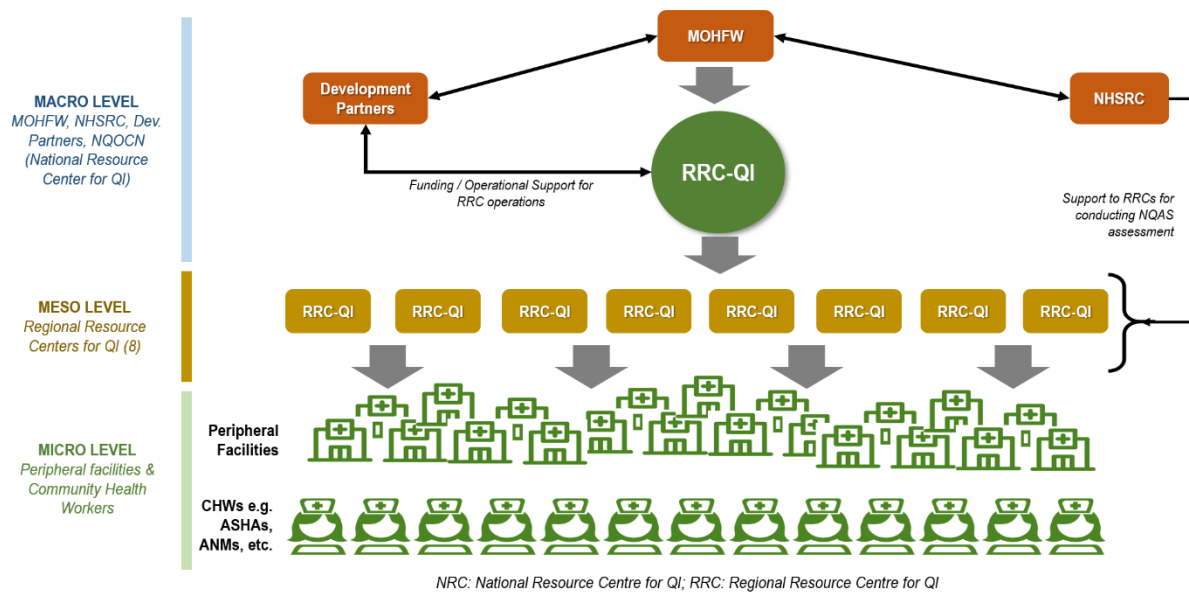 MOHFW
Development
Partners
NHSRC
MACRO LEVEL
MOHFW, NHSRC, Dev.
Partners, NQOCN
(National Resource
Center for QI)
RRC-QI
Funding / Operational Support for
RRC operations
Support to RRCs for
conducting NQAS
assessment
MESO LEVEL
Regional Resource
Centers for QI (8)
RRC-QI
RRC-QI
RRC-QI
RRC-QI
RRC-QI
RRC-QI
RRC-QI
RRC-QI
MICRO LEVEL
Peripheral facilities &
Community Health
Workers
Peripheral
Facilities
CHWs e.g.
ASHAs,
ANMs, etc.
NRC: National Resource Centre for QI; RRC: Regional Resource Centre for QI